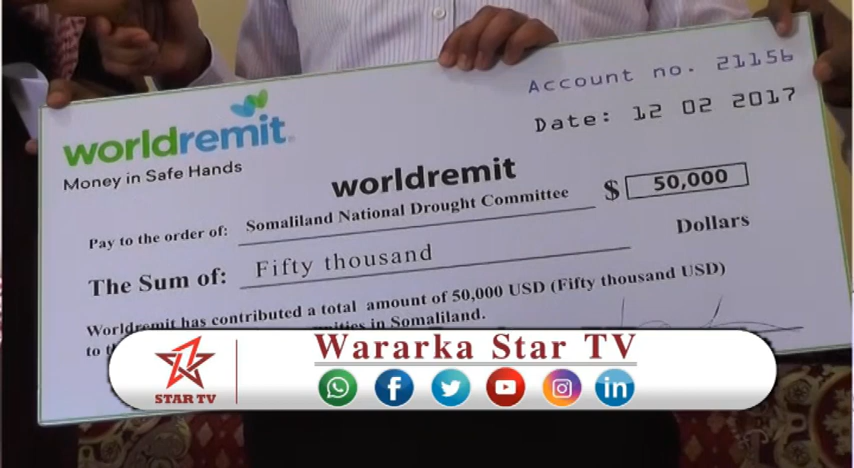 Account no. 21156
worldremit
Date: 12 02 2017
Money in Safe Hands
worldremit
Pay to the order of: Somaliland National Drought Committee $ 50,000
The Sum of: Fifty thousand Dollars
Worldremit has contributed a total amount of 50,000 USD (Fifty thousand USD)
to in Somaliland.
Wararka Star TV
STAR TV